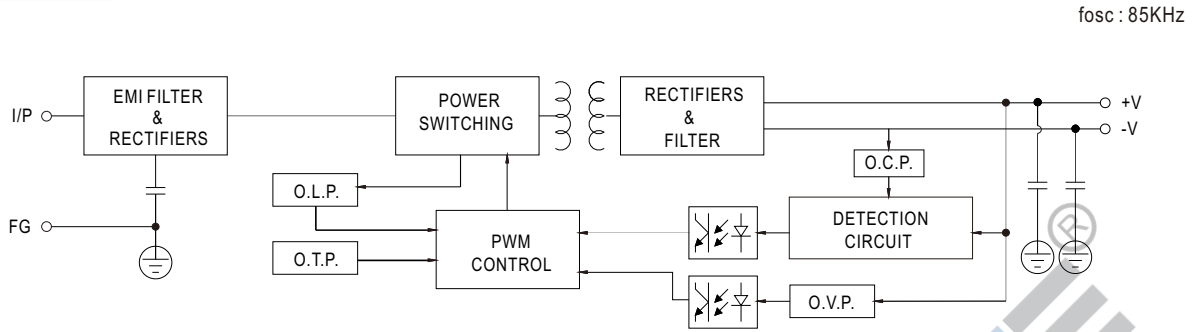 fosc : 85KHz
I/P
EMI FILTER
&
RECTIFIERS
POWER
SWITCHING
RECTIFIERS
&
FILTER
+V
-V
O.C.P.
O.L.P.
FG
DETECTION
CIRCUIT
PWM
CONTROL
O.T.P.
O.V.P.
®